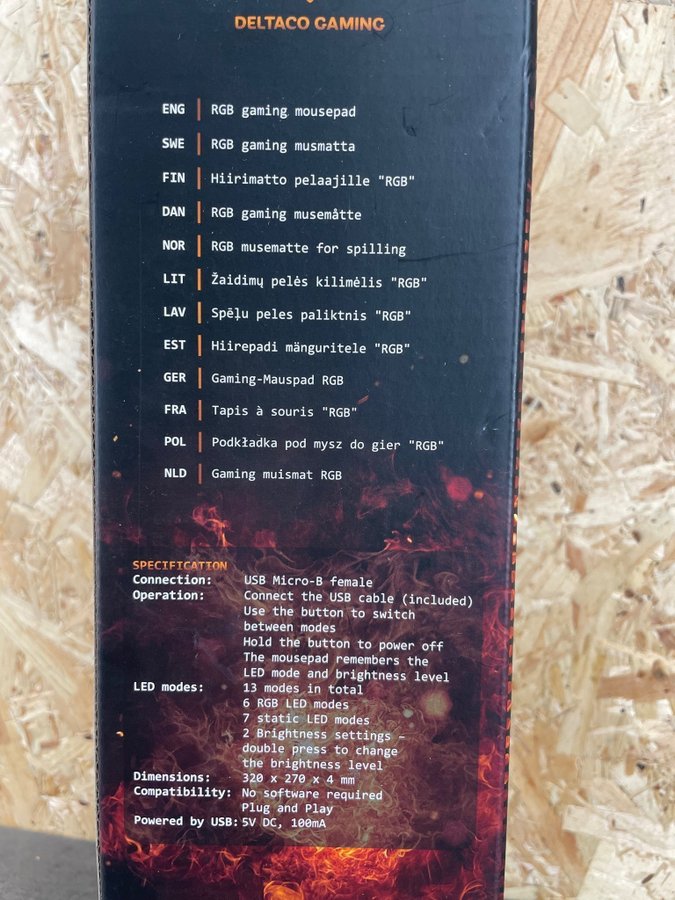 DELTACO GAMING
ENG RGB gaming mousepad
SWE RGB gaming musmatta
FIN Hiirimatto pelaajille "RGB"
DAN RGB gaming musemåtte
NOR RGB musematte for spilling
LIT Žaidimų pelės kilimėlis "RGB"
LAV Spēļu peles paliktnis "RGB"
EST Hiirepadi mänguritele "RGB"
GER Gaming-Mauspad RGB
FRA Tapis à souris "RGB"
POL Podkładka pod mysz do gier "RGB"
NLD Gaming muismat RGB
SPECIFICATION
Connection: USB Micro-B female
Operation: Connect the USB cable (included)
Use the button to switch
between modes
Hold the button to power off
The mousepad remembers the
LED mode and brightness level
LED modes: 13 modes in total
6 RGB LED modes
7 static LED modes
2 Brightness settings –
double press to change
the brightness level
Dimensions: 320 x 270 x 4 mm
Compatibility: No software required
Plug and Play
Powered by USB: 5V DC, 100mA